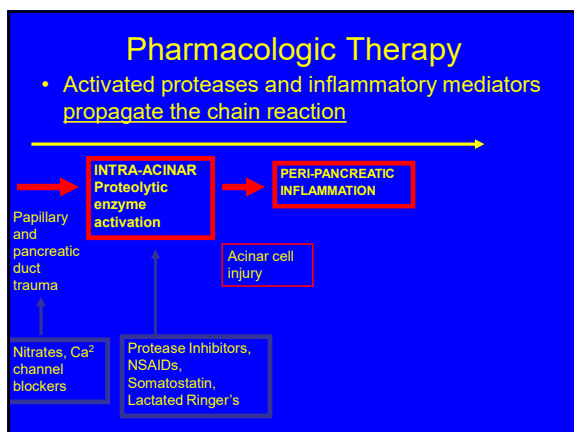 Pharmacologic Therapy
• Activated proteases and inflammatory mediators
propagate the chain reaction
INTRA-ACINAR
Proteolytic
enzyme
activation
PERI-PANCREATIC
INFLAMMATION
Papillary
and
pancreatic
duct
trauma
Acinar cell
injury
Nitrates, Ca²
channel
blockers
Protease Inhibitors,
NSAIDs,
Somatostatin,
Lactated Ringer's